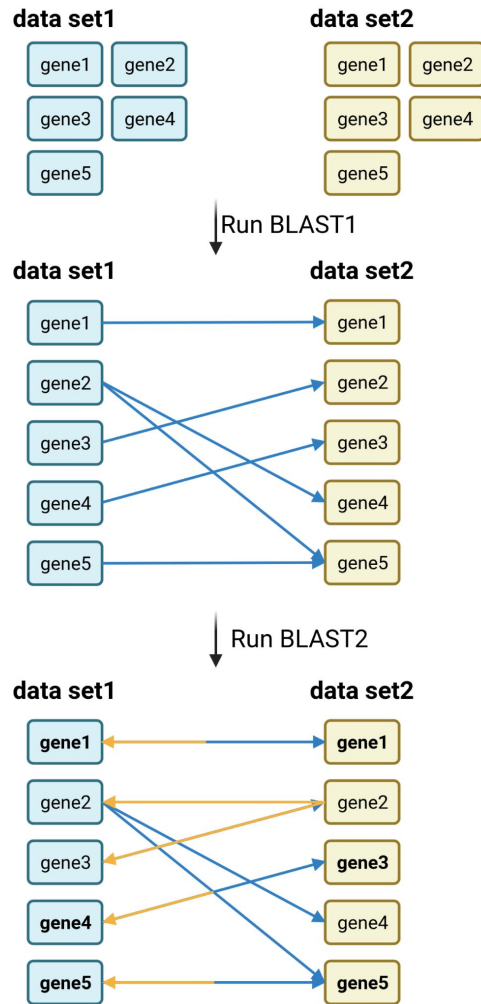 data set1 data set2
gene1 gene2 gene1 gene2
gene3 gene4 gene3 gene4
gene5 gene5
Run BLAST1
data set1 data set2
gene1 gene1
gene2 gene2
gene3 gene3
gene4 gene4
gene5 gene5
Run BLAST2
data set1 data set2
gene1 gene1
gene2 gene2
gene3 gene3
gene4 gene4
gene5 gene5